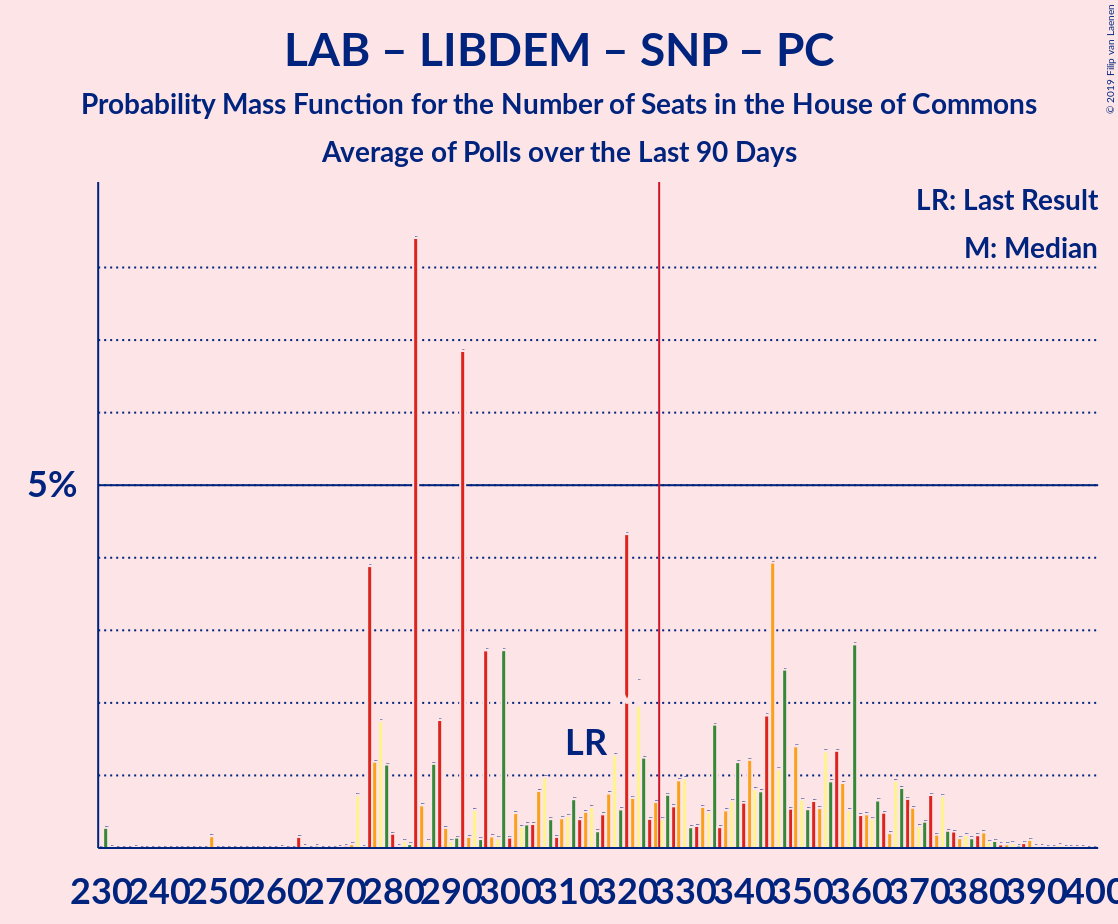 LAB – LIBDEM – SNP – PC
Probability Mass Function for the Number of Seats in the House of Commons
Average of Polls over the Last 90 Days
© 2019 Filip van Laenen
LR: Last Result
M: Median
5%
LR
230 240 250 260 270 280 290 300 310 320 330 340 350 360 370 380 390 400